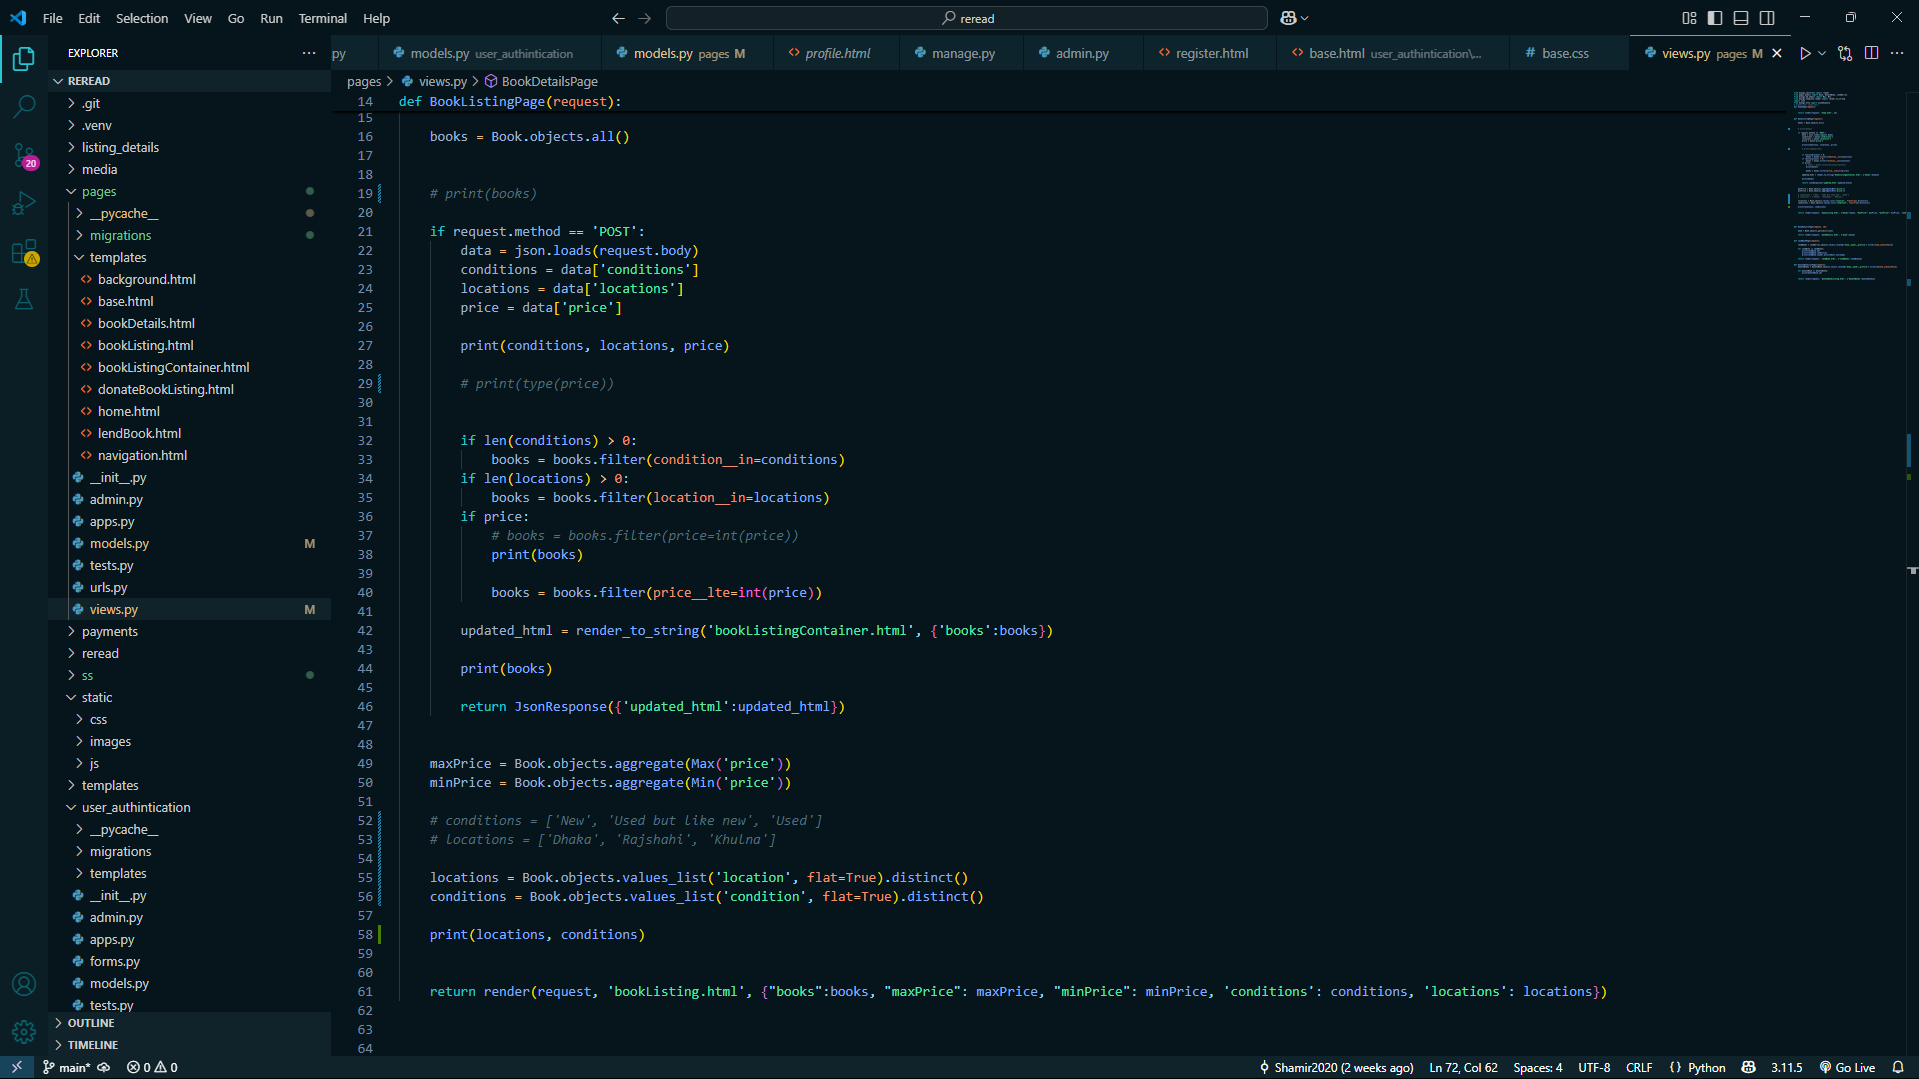 File Edit Selection View Go Run Terminal Help
reread
EXPLORER
py
models.py user_authintication
models.py pages M
profile.html
manage.py
admin.py
register.html
base.html user_authintication\...
base.css
views.py pages M
REREAD
.git
.venv
listing_details
media
pages
__pycache__
migrations
templates
background.html
base.html
bookDetails.html
bookListing.html
bookListingContainer.html
donateBookListing.html
home.html
lendBook.html
navigation.html
__init__.py
admin.py
apps.py
models.py M
tests.py
urls.py
views.py M
payments
reread
ss
static
css
images
js
templates
user_authintication
__pycache__
migrations
templates
__init__.py
admin.py
apps.py
forms.py
models.py
tests.py
OUTLINE
TIMELINE
20
pages > views.py > BookDetailsPage
14 def BookListingPage(request):
15
16 books = Book.objects.all()
17
18
19 # print(books)
20
21 if request.method == 'POST':
22 data = json.loads(request.body)
23 conditions = data['conditions']
24 locations = data['locations']
25 price = data['price']
26
27 print(conditions, locations, price)
28
29 # print(type(price))
30
31
32 if len(conditions) > 0:
33 books = books.filter(condition__in=conditions)
34 if len(locations) > 0:
35 books = books.filter(location__in=locations)
36 if price:
37 # books = books.filter(price=int(price))
38 print(books)
39
40 books = books.filter(price__lte=int(price))
41
42 updated_html = render_to_string('bookListingContainer.html', {'books':books})
43
44 print(books)
45
46 return JsonResponse({'updated_html':updated_html})
47
48
49 maxPrice = Book.objects.aggregate(Max('price'))
50 minPrice = Book.objects.aggregate(Min('price'))
51
52 # conditions = ['New', 'Used but like new', 'Used']
53 # locations = ['Dhaka', 'Rajshahi', 'Khulna']
54
55 locations = Book.objects.values_list('location', flat=True).distinct()
56 conditions = Book.objects.values_list('condition', flat=True).distinct()
57
58 print(locations, conditions)
59
60
61 return render(request, 'bookListing.html', {"books":books, "maxPrice": maxPrice, "minPrice": minPrice, 'conditions': conditions, 'locations': locations})
62
63
64
main* 0 0 Shamir2020 (2 weeks ago) Ln 72, Col 62 Spaces: 4 UTF-8 CRLF Python 3.11.5 Go Live